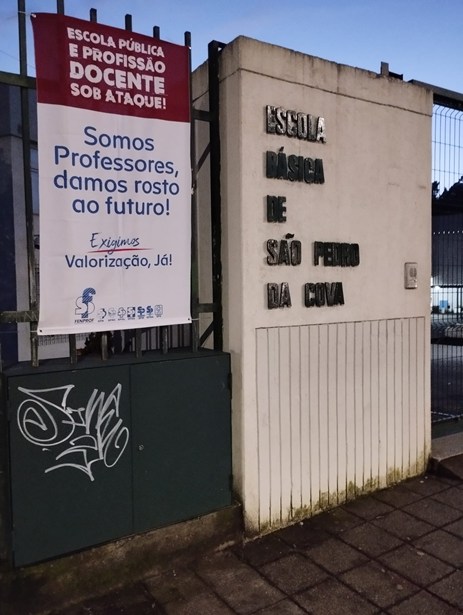 ESCOLA PÚBLICA
E PROFISSÃO
DOCENTE
SOB ATAQUE!
Somos
Professores,
damos rosto
ao futuro!
Exigimos
Valorização, Já!
FENPROF
ESCOLA
BÁSICA
DE
SÃO PEDRO
DA COVA